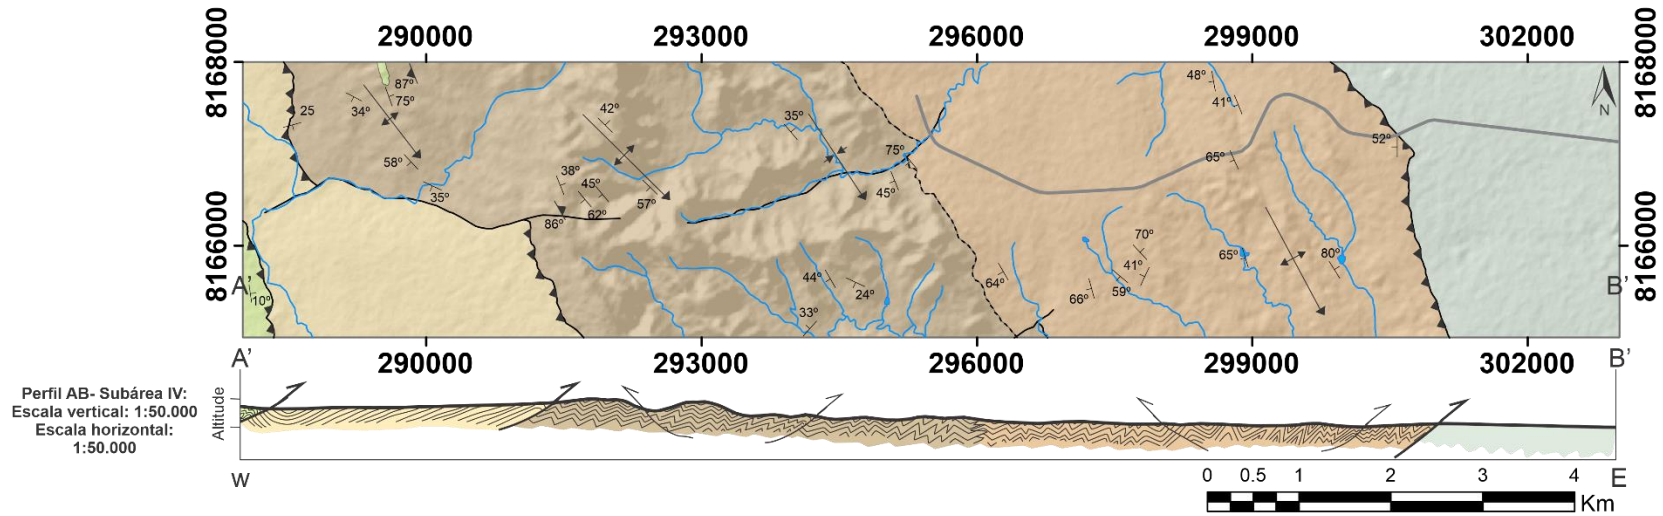 290000 293000 296000 299000 302000
8168000
8168000
87º
75º
34º
25
58º
35º
42º
38º
45º
62º
57º
86º
35º
75º
45º
48º
41º
65º
52º
N
8166000
8166000
A'
10º
44º
24º
33º
64º
66º
70º
41º
59º
65º
80º
B'
A' 290000 293000 296000 299000 302000 B'
Perfil AB- Subárea IV:
Escala vertical: 1:50.000
Escala horizontal:
1:50.000
Altitude
W E
0 0.5 1 2 3 4
Km